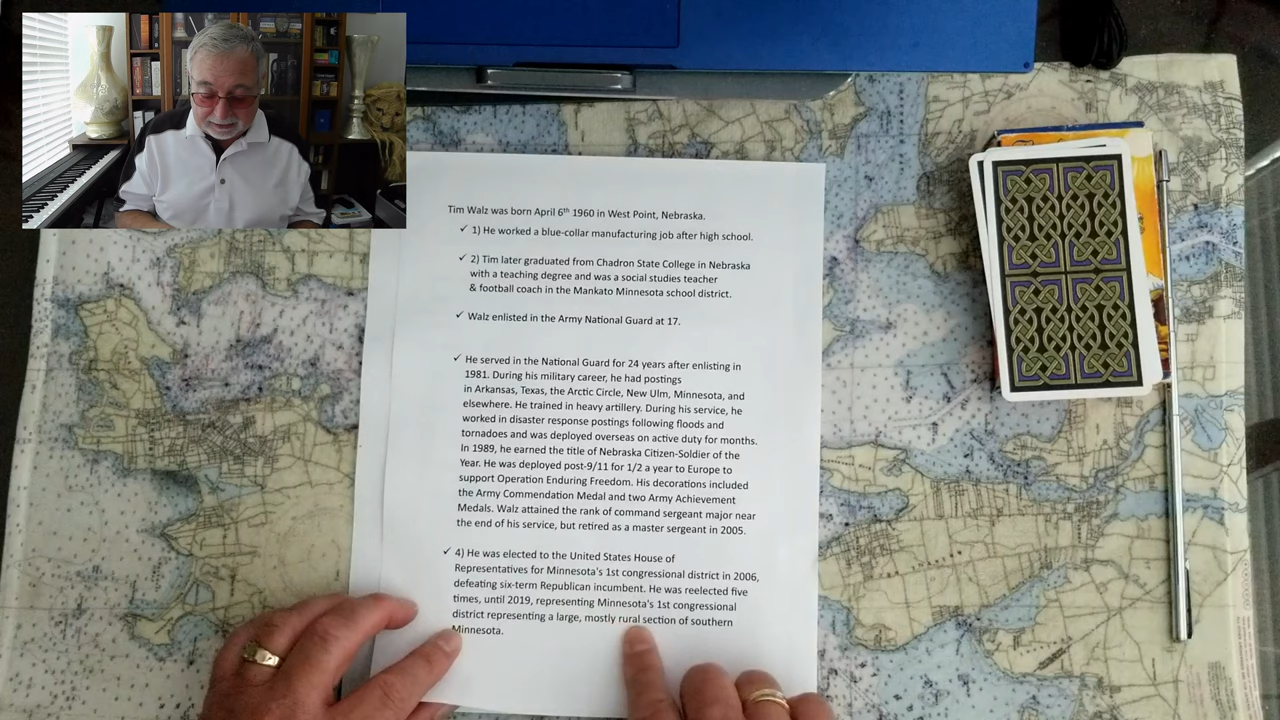 Tim Walz was born April 6th 1960 in West Point, Nebraska.
✓ 1) He worked a blue-collar manufacturing job after high school.
✓ 2) Tim later graduated from Chadron State College in Nebraska
with a teaching degree and was a social studies teacher
& football coach in the Mankato Minnesota school district.
✓ Walz enlisted in the Army National Guard at 17.
✓ He served in the National Guard for 24 years after enlisting in
1981. During his military career, he had postings
in Arkansas, Texas, the Arctic Circle, New Ulm, Minnesota, and
elsewhere. He trained in heavy artillery. During his service, he
worked in disaster response postings following floods and
tornadoes and was deployed overseas on active duty for months.
In 1989, he earned the title of Nebraska Citizen-Soldier of the
Year. He was deployed post-9/11 for 1/2 a year to Europe to
support Operation Enduring Freedom. His decorations included
the Army Commendation Medal and two Army Achievement
Medals. Walz attained the rank of command sergeant major near
the end of his service, but retired as a master sergeant in 2005.
✓ 4) He was elected to the United States House of
Representatives for Minnesota's 1st congressional district in 2006,
defeating six-term Republican incumbent. He was reelected five
times, until 2019, representing Minnesota's 1st congressional
district representing a large, mostly rural section of southern
Minnesota.